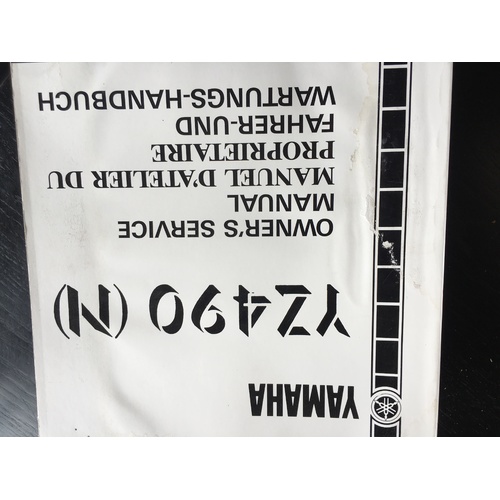 YAMAHA
YZ490 (N)
OWNER'S SERVICE
MANUAL
MANUEL D'ATELIER DU
PROPRIETAIRE
FAHRER-UND
WARTUNGS-HANDBUCH